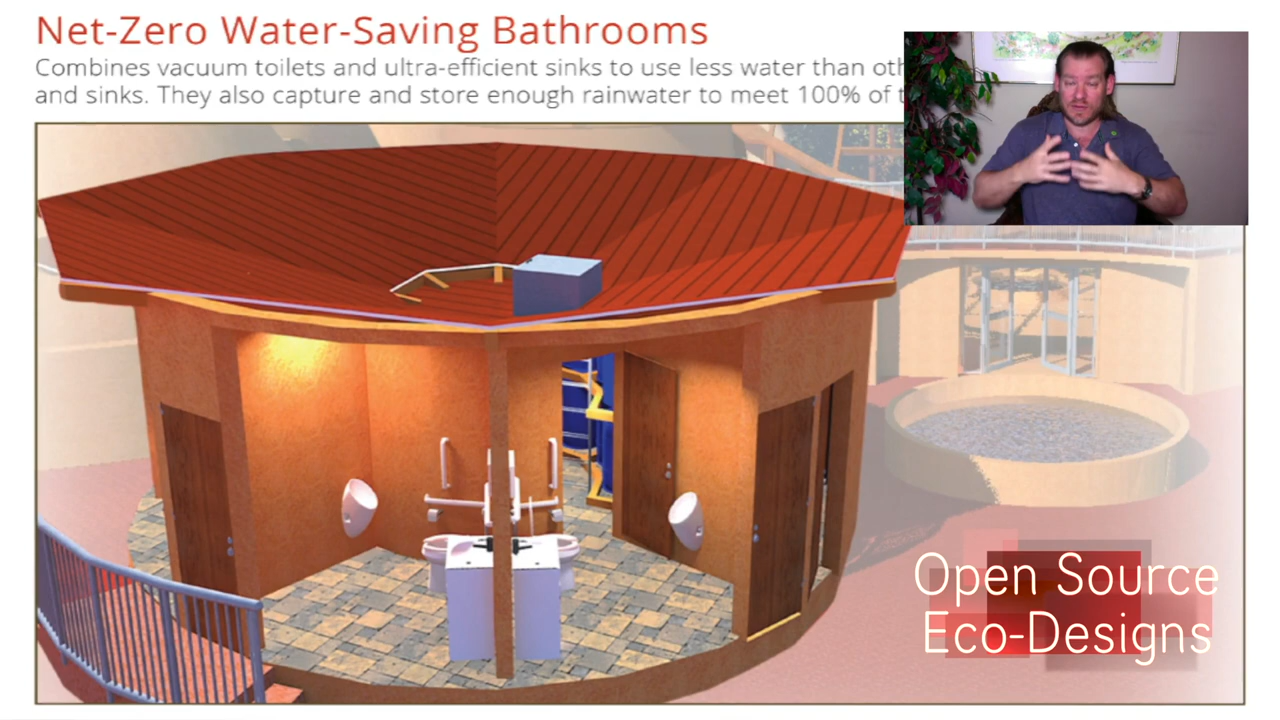 Net-Zero Water-Saving Bathrooms
Combines vacuum toilets and ultra-efficient sinks to use less water than
and sinks. They also capture and store enough rainwater to meet 100% of
Open Source
Eco-Designs